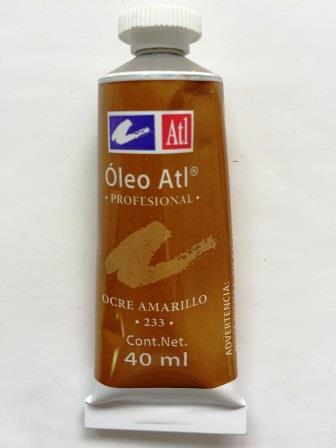 Atl
Óleo Atl®
• PROFESIONAL •
OCRE AMARILLO
• 233 •
Cont.Net.
40 ml
ADVERTENCIA: